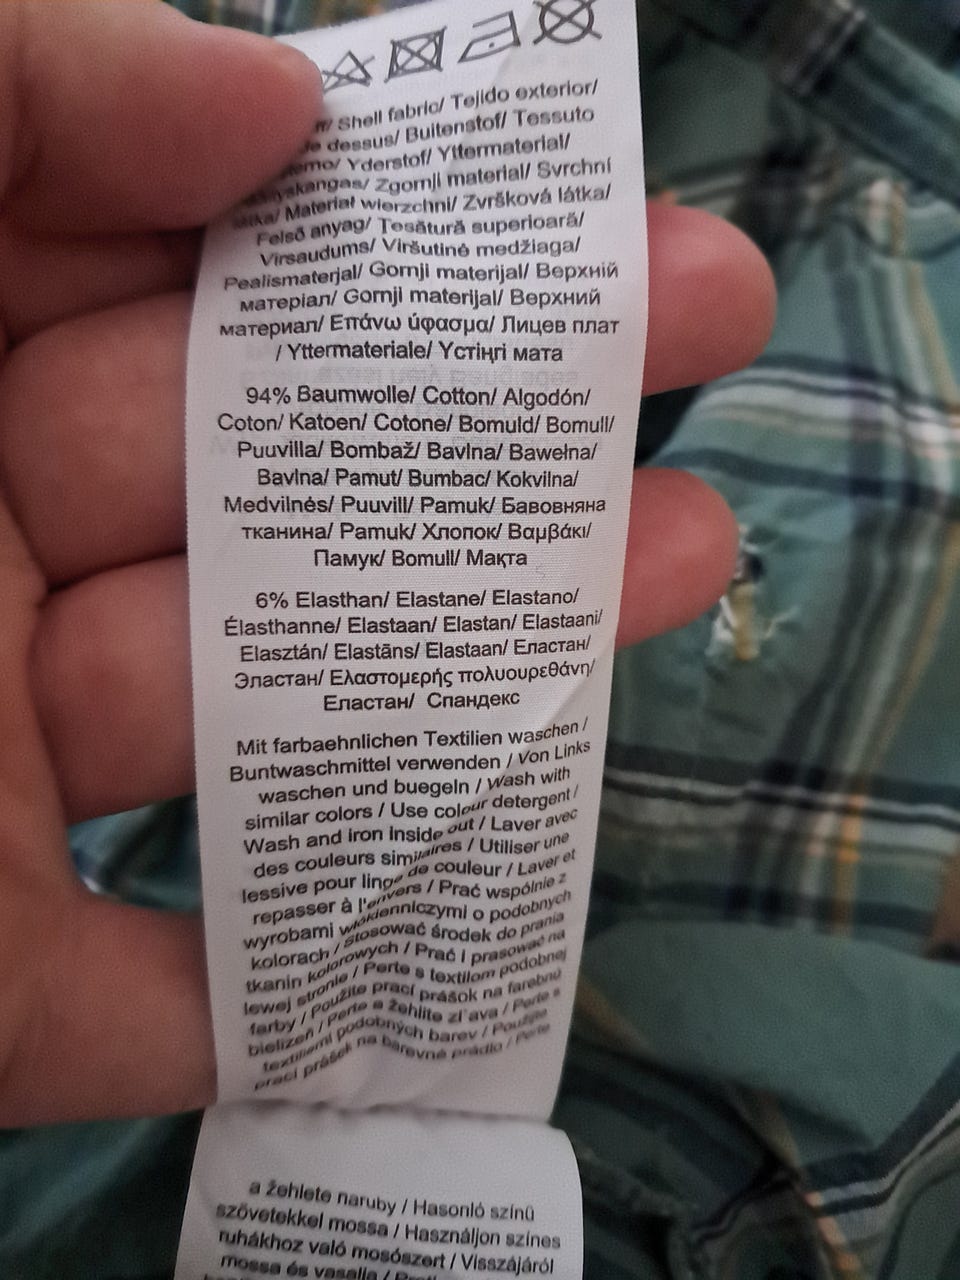 Shell fabric/ Tejido exterior/
dessus/ Buitenstof/ Tessuto
Yderstof/ Yttermaterial/
Zgornji material/ Svrchní
Materiał wierzchni/ Zvršková látka/
Felső anyag/ Tesătură superioară/
Virsaudums/ Viršutinė medžiaga/
Pealismaterjal/ Gornji materijal/ Верхній
матеріал/ Gornji materijal/ Верхний
материал/ Επάνω ύφασμα/ Лицев плат
/ Yttermateriale/ Үстіңгі мата
94% Baumwolle/ Cotton/ Algodón/
Coton/ Katoen/ Cotone/ Bomuld/ Bomull/
Puuvilla/ Bombaž/ Bavlna/ Bawełna/
Bavlna/ Pamut/ Bumbac/ Kokvilna/
Medvilnės/ Puuvill/ Pamuk/ Бавовняна
тканина/ Pamuk/ Хлопок/ Βαμβάκι/
Памук/ Bomull/ Мақта
6% Elasthan/ Elastane/ Elastano/
Élasthanne/ Elastaan/ Elastan/ Elastaani/
Elasztán/ Elastāns/ Elastaan/ Еластан/
Эластан/ Ελαστομερής πολυουρεθάνη/
Еластан/ Спандекс
Mit farbaehnlichen Textilien waschen /
Buntwaschmittel verwenden / Von Links
waschen und buegeln / Wash with
similar colors / Use colour detergent /
Wash and iron inside out / Laver avec
des couleurs similaires / Utiliser une
lessive pour linge de couleur / Laver et
repasser à l'envers / Prać wspólnie z
wyrobami włókienniczymi o podobnych
kolorach / Stosować środek do prania
tkanin kolorowych / Prać i prasować na
lewej stronie / Perte s textilom podobnej
farby / Použite prací prášok na farebnú
bielizeň / Perte a žehlite zľava / Perte s
textiliemi podobných barev / Použijte
prací prášek na barevné prádlo / Perte
a žehlete naruby / Hasonló színű
szövetekkel mossa / Használjon színes
ruhákhoz való mosószert / Visszájáról
mossa és vasalja /